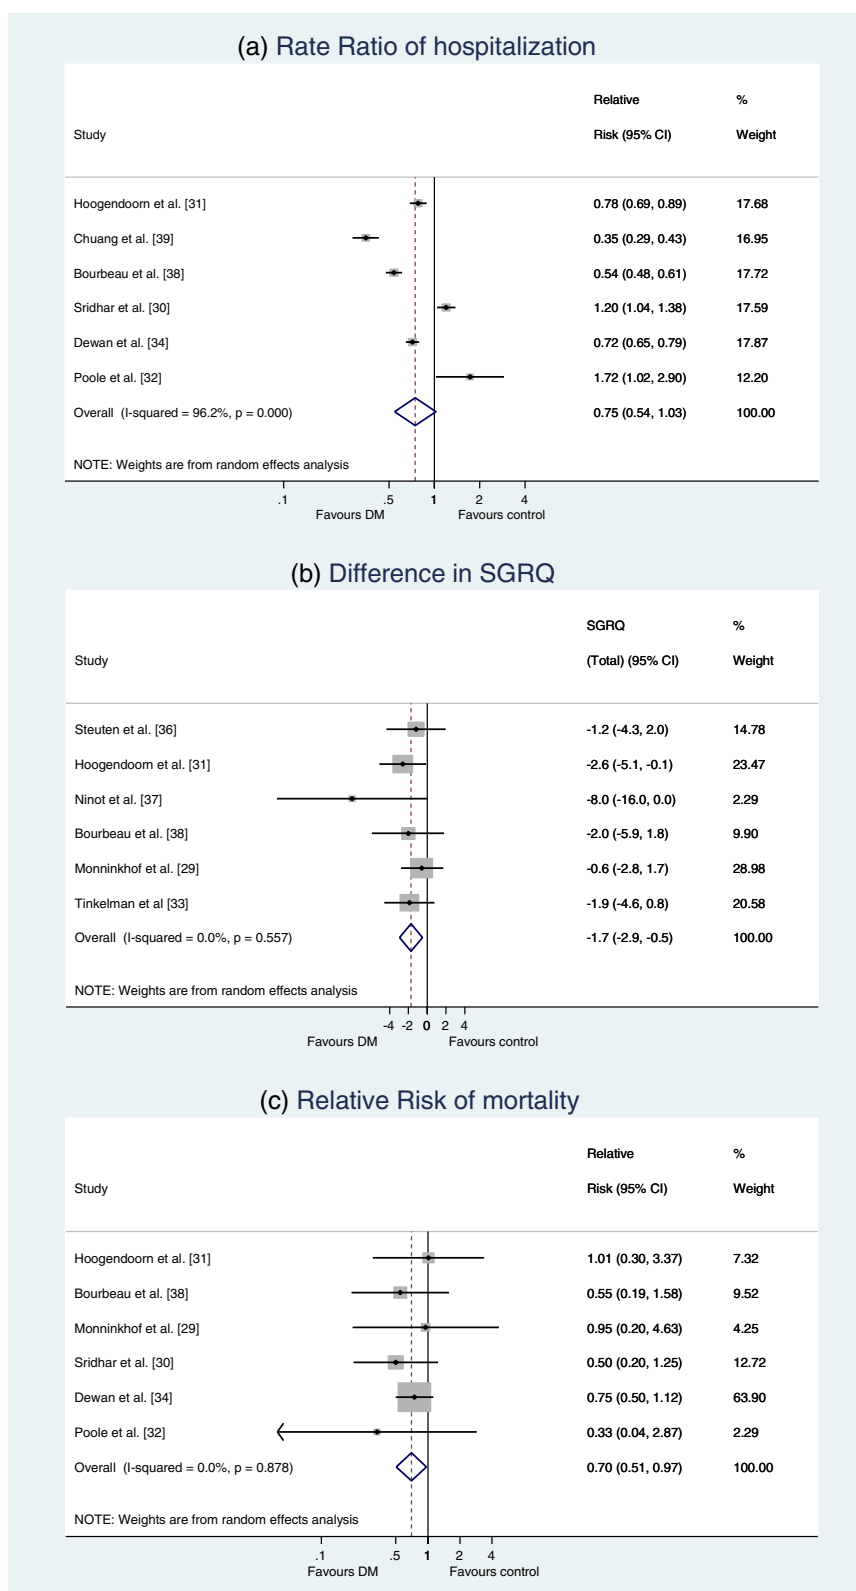 (a) Rate Ratio of hospitalization
Relative %
Study Risk (95% CI) Weight
Hoogendoorn et al. [31] 0.78 (0.69, 0.89) 17.68
Chuang et al. [39] 0.35 (0.29, 0.43) 16.95
Bourbeau et al. [38] 0.54 (0.48, 0.61) 17.72
Sridhar et al. [30] 1.20 (1.04, 1.38) 17.59
Dewan et al. [34] 0.72 (0.65, 0.79) 17.87
Poole et al. [32] 1.72 (1.02, 2.90) 12.20
Overall (I-squared = 96.2%, p = 0.000) 0.75 (0.54, 1.03) 100.00
NOTE: Weights are from random effects analysis
.1 .5 1 2 4
Favours DM Favours control
(b) Difference in SGRQ
SGRQ %
Study (Total) (95% CI) Weight
Steuten et al. [36] -1.2 (-4.3, 2.0) 14.78
Hoogendoorn et al. [31] -2.6 (-5.1, -0.1) 23.47
Ninot et al. [37] -8.0 (-16.0, 0.0) 2.29
Bourbeau et al. [38] -2.0 (-5.9, 1.8) 9.90
Monninkhof et al. [29] -0.6 (-2.8, 1.7) 28.98
Tinkelman et al [33] -1.9 (-4.6, 0.8) 20.58
Overall (I-squared = 0.0%, p = 0.557) -1.7 (-2.9, -0.5) 100.00
NOTE: Weights are from random effects analysis
-4 -2 0 2 4
Favours DM Favours control
(c) Relative Risk of mortality
Relative %
Study Risk (95% CI) Weight
Hoogendoorn et al. [31] 1.01 (0.30, 3.37) 7.32
Bourbeau et al. [38] 0.55 (0.19, 1.58) 9.52
Monninkhof et al. [29] 0.95 (0.20, 4.63) 4.25
Sridhar et al. [30] 0.50 (0.20, 1.25) 12.72
Dewan et al. [34] 0.75 (0.50, 1.12) 63.90
Poole et al. [32] 0.33 (0.04, 2.87) 2.29
Overall (I-squared = 0.0%, p = 0.878) 0.70 (0.51, 0.97) 100.00
NOTE: Weights are from random effects analysis
.1 .5 1 2 4
Favours DM Favours control